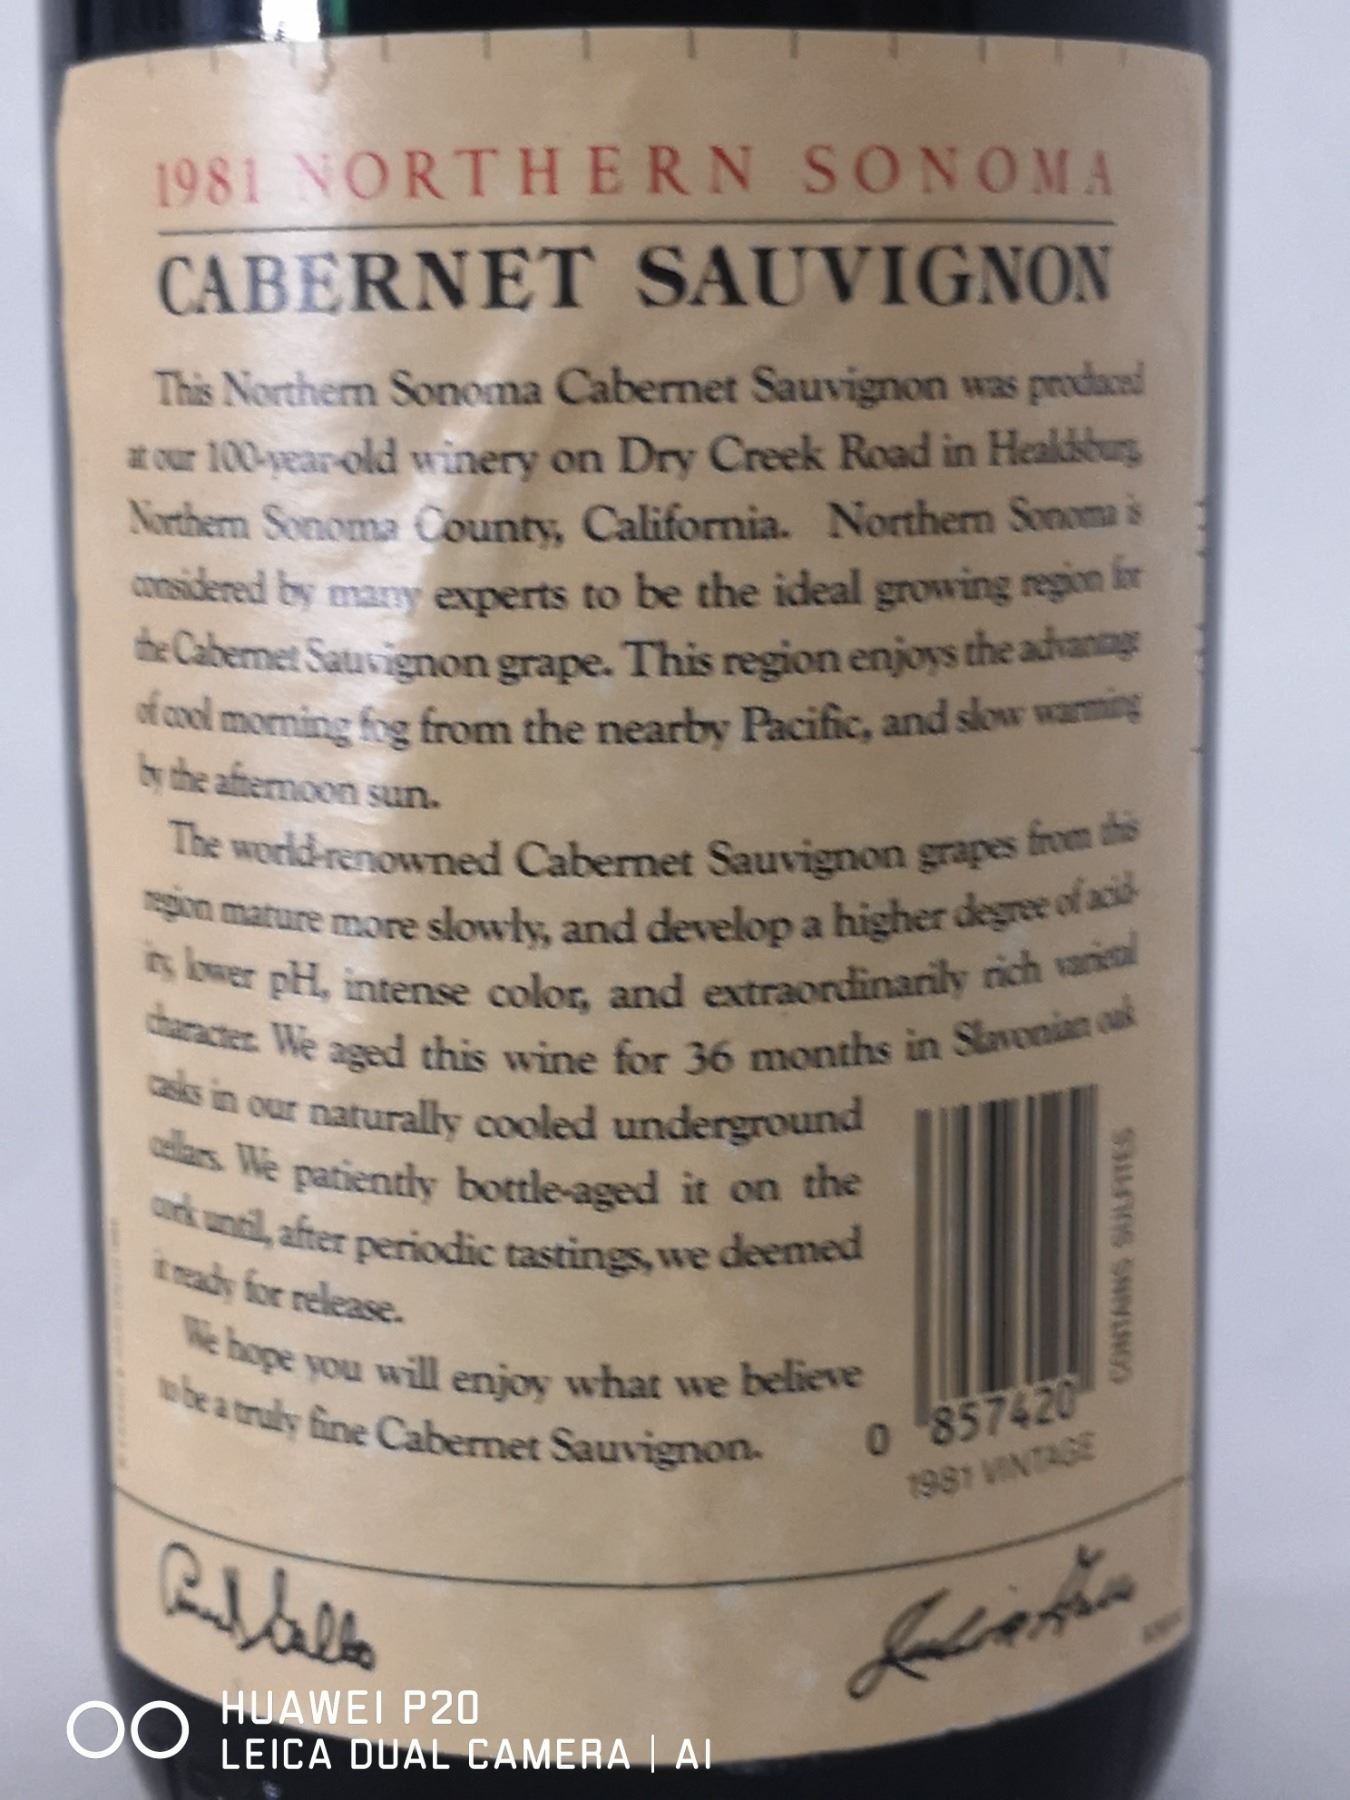 1981 NORTHERN SONOMA
CABERNET SAUVIGNON
This Northern Sonoma Cabernet Sauvignon was produced
at our 100-year-old winery on Dry Creek Road in Healdsburg,
Northern Sonoma County, California. Northern Sonoma is
considered by many experts to be the ideal growing region for
the Cabernet Sauvignon grape. This region enjoys the advantage
of cool morning fog from the nearby Pacific, and slow warming
by the afternoon sun.
The world-renowned Cabernet Sauvignon grapes from this
region mature more slowly, and develop a higher degree of acid-
ity, lower pH, intense color, and extraordinarily rich varietal
character. We aged this wine for 36 months in Slavonian oak
casks in our naturally cooled underground
cellars. We patiently bottle-aged it on the
cork until, after periodic tastings, we deemed
it ready for release.
We hope you will enjoy what we believe
to be a truly fine Cabernet Sauvignon.
CONTAINS SULFITES
0 857420
1981 VINTAGE
HUAWEI P20
LEICA DUAL CAMERA | AI